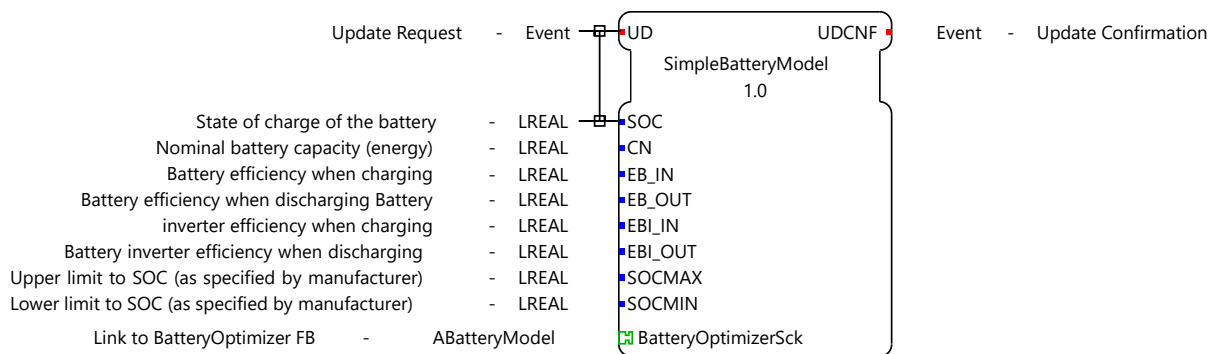 Update Request - Event UD UDCNF Event - Update Confirmation
SimpleBatteryModel
1.0
State of charge of the battery - LREAL SOC
Nominal battery capacity (energy) - LREAL CN
Battery efficiency when charging - LREAL EB_IN
Battery efficiency when discharging Battery - LREAL EB_OUT
inverter efficiency when charging - LREAL EBI_IN
Battery inverter efficiency when discharging - LREAL EBI_OUT
Upper limit to SOC (as specified by manufacturer) - LREAL SOCMAX
Lower limit to SOC (as specified by manufacturer) - LREAL SOCMIN
Link to BatteryOptimizer FB - ABatteryModel BatteryOptimizerSck